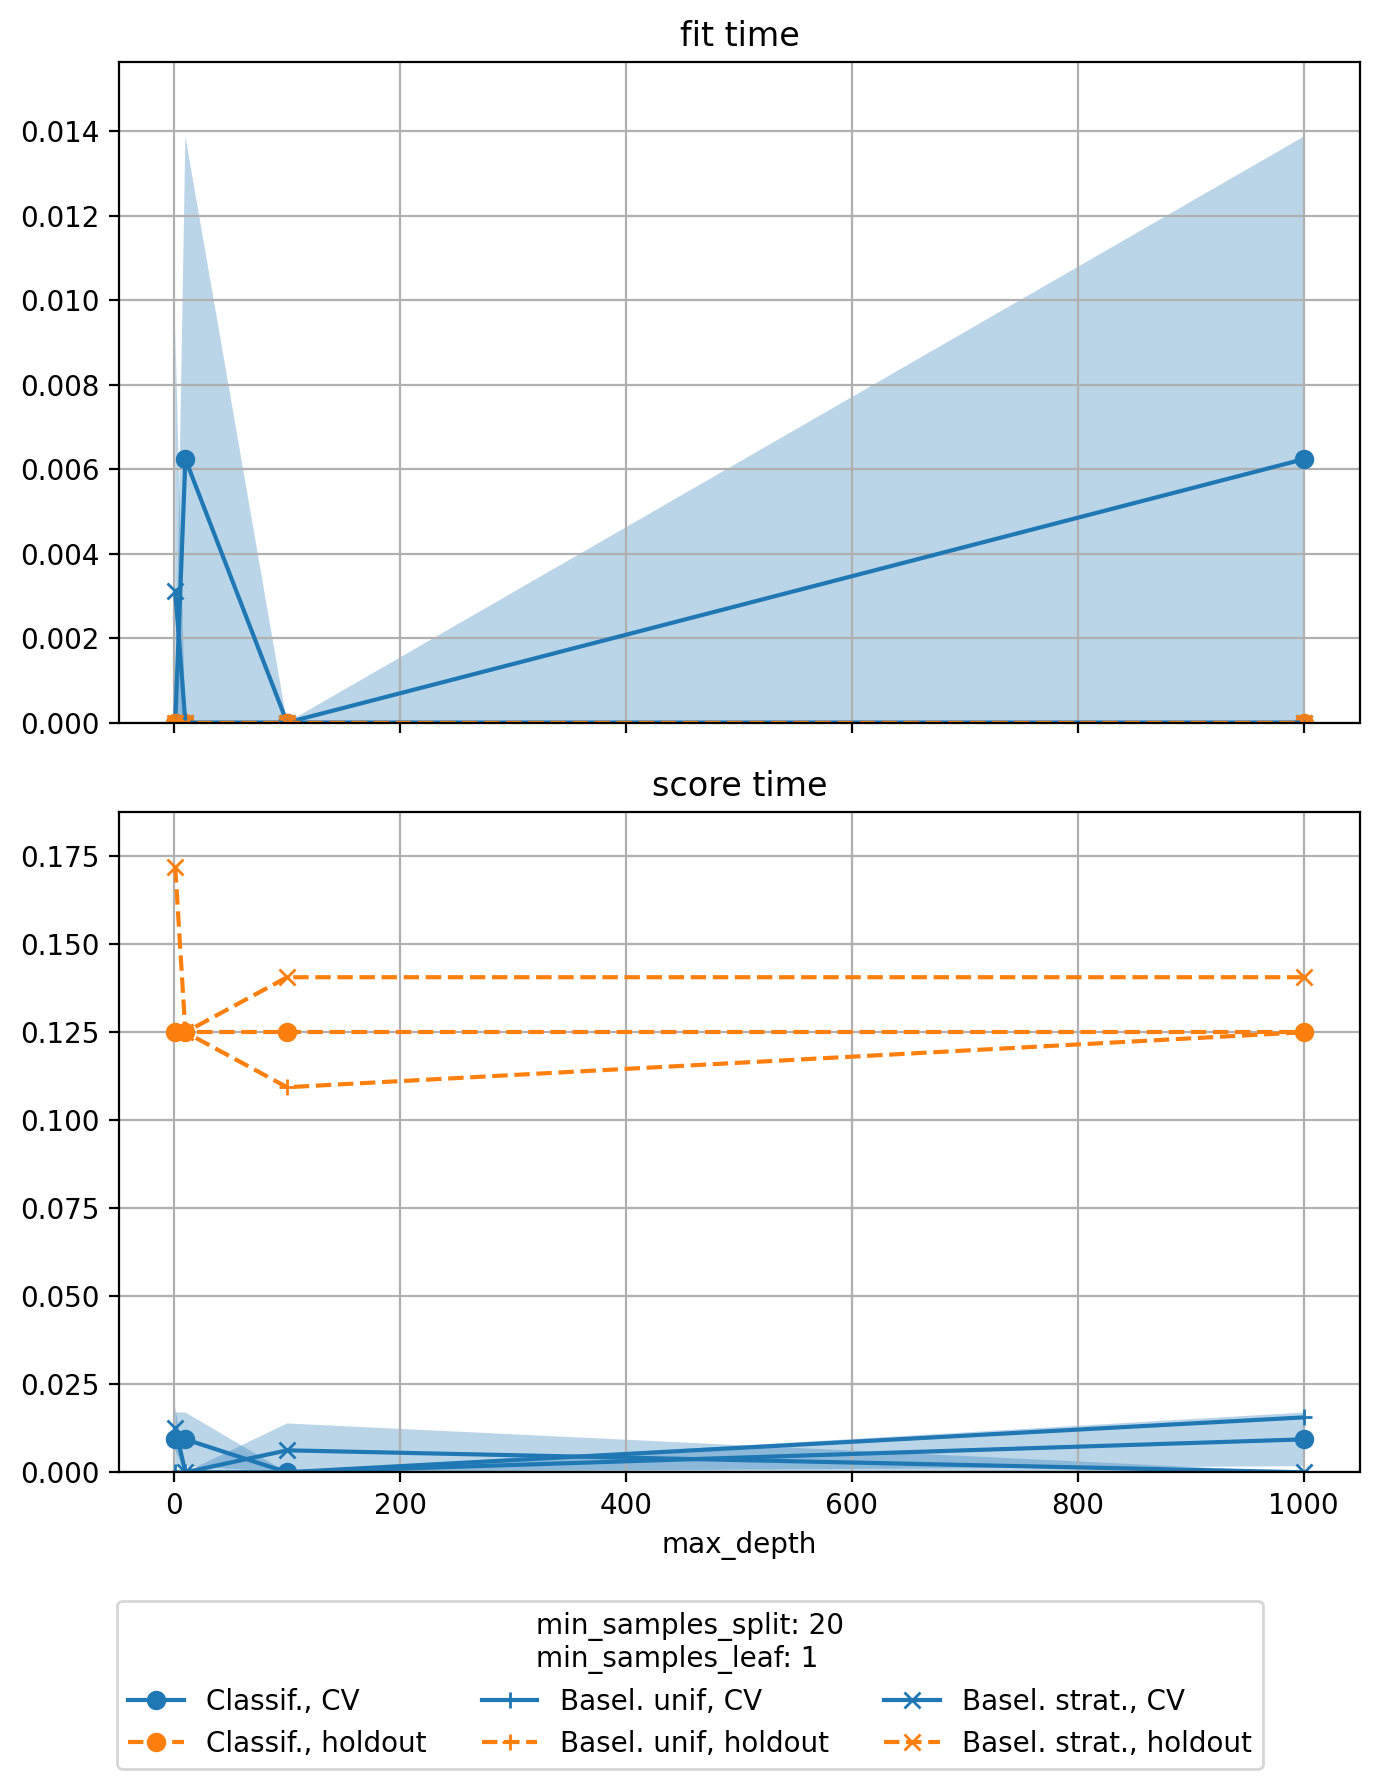 fit time
0.014
0.012
0.010
0.008
0.006
0.004
0.002
0.000
score time
0.175
0.150
0.125
0.100
0.075
0.050
0.025
0.000
0 200 400 600 800 1000
max_depth
min_samples_split: 20
min_samples_leaf: 1
Classif., CV Basel. unif, CV Basel. strat., CV
Classif., holdout Basel. unif, holdout Basel. strat., holdout